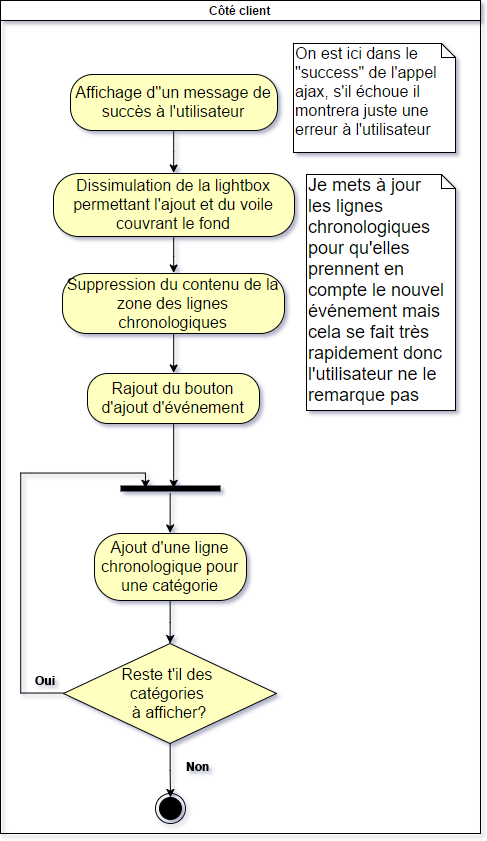 Côté client
On est ici dans le
"success" de l'appel
ajax, s'il échoue il
montrera juste une
erreur à l'utilisateur
Affichage d"un message de
succès à l'utilisateur
Dissimulation de la lightbox
permettant l'ajout et du voile
couvrant le fond
Je mets à jour
les lignes
chronologiques
pour qu'elles
prennent en
compte le nouvel
événement mais
cela se fait très
rapidement donc
l'utilisateur ne le
remarque pas
Suppression du contenu de la
zone des lignes
chronologiques
Rajout du bouton
d'ajout d'événement
Ajout d'une ligne
chronologique pour
une catégorie
Reste t'il des
catégories
à afficher?
Oui
Non